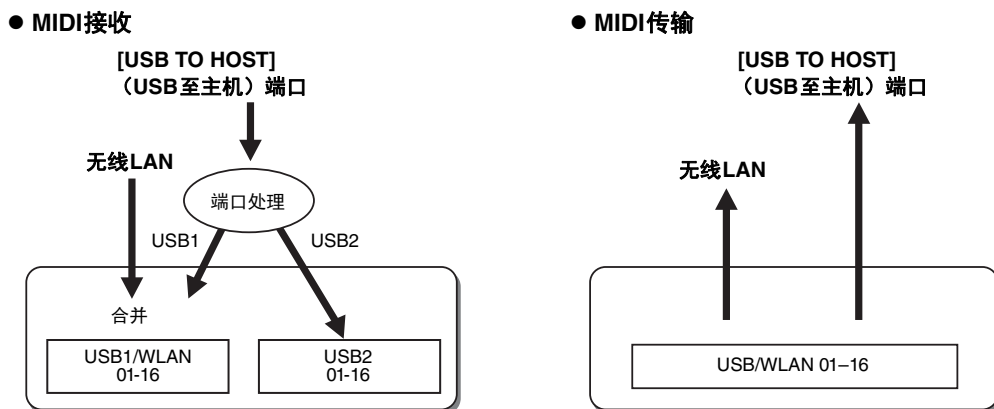 ● MIDI接收
[USB TO HOST]
（USB至主机）端口
无线LAN
端口处理
USB1
USB2
合并
USB1/WLAN
01-16
USB2
01-16
● MIDI传输
[USB TO HOST]
（USB至主机）端口
无线LAN
USB/WLAN 01–16